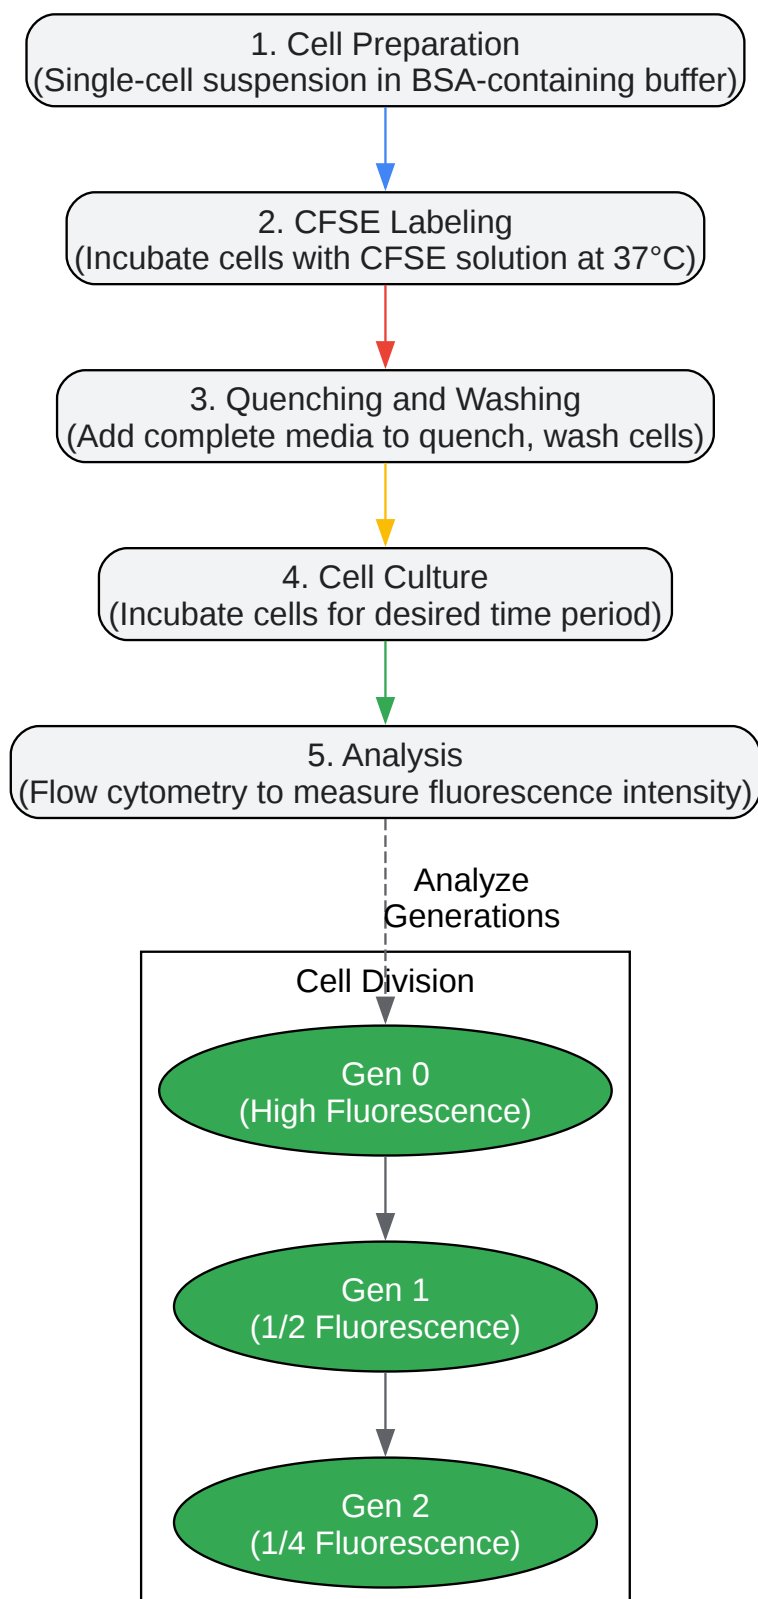 1. Cell Preparation
(Single-cell suspension in BSA-containing buffer)
2. CFSE Labeling
(Incubate cells with CFSE solution at 37°C)
3. Quenching and Washing
(Add complete media to quench, wash cells)
4. Cell Culture
(Incubate cells for desired time period)
5. Analysis
(Flow cytometry to measure fluorescence intensity)
Analyze
Generations
Cell Division
Gen 0
(High Fluorescence)
Gen 1
(1/2 Fluorescence)
Gen 2
(1/4 Fluorescence)